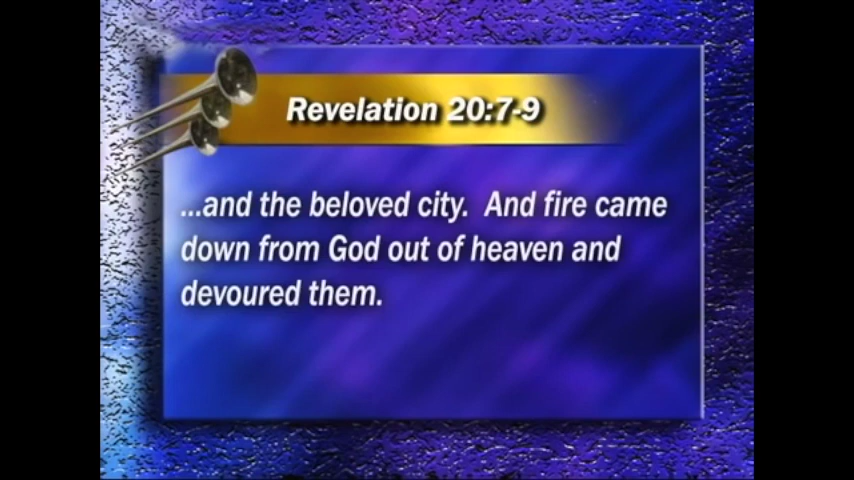 Revelation 20:7-9
...and the beloved city.  And fire came
down from God out of heaven and
devoured them.